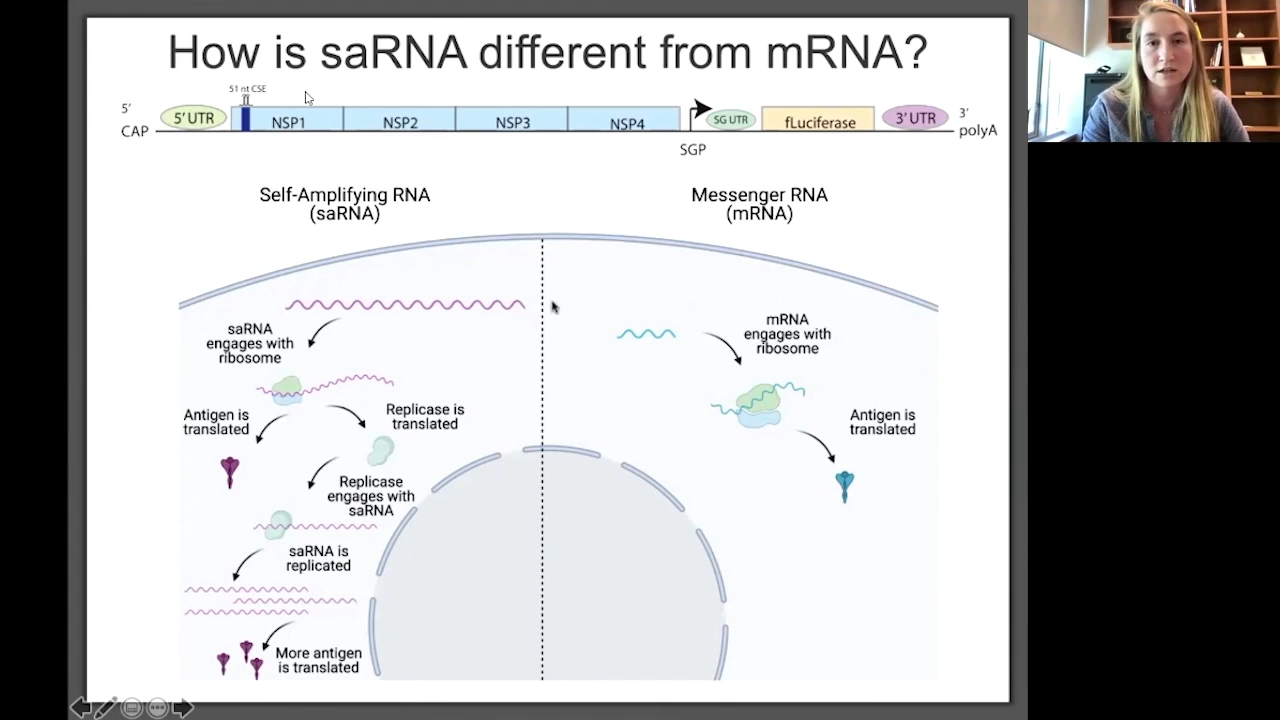 How is saRNA different from mRNA?
51 nt CSE
5'
CAP
5' UTR
NSP1
NSP2
NSP3
NSP4
SGP
SG UTR
fLuciferase
3' UTR
3'
polyA
Self-Amplifying RNA
(saRNA)
Messenger RNA
(mRNA)
saRNA
engages with
ribosome
Antigen is
translated
Replicase is
translated
Replicase
engages with
saRNA
saRNA is
replicated
More antigen
is translated
mRNA
engages with
ribosome
Antigen is
translated